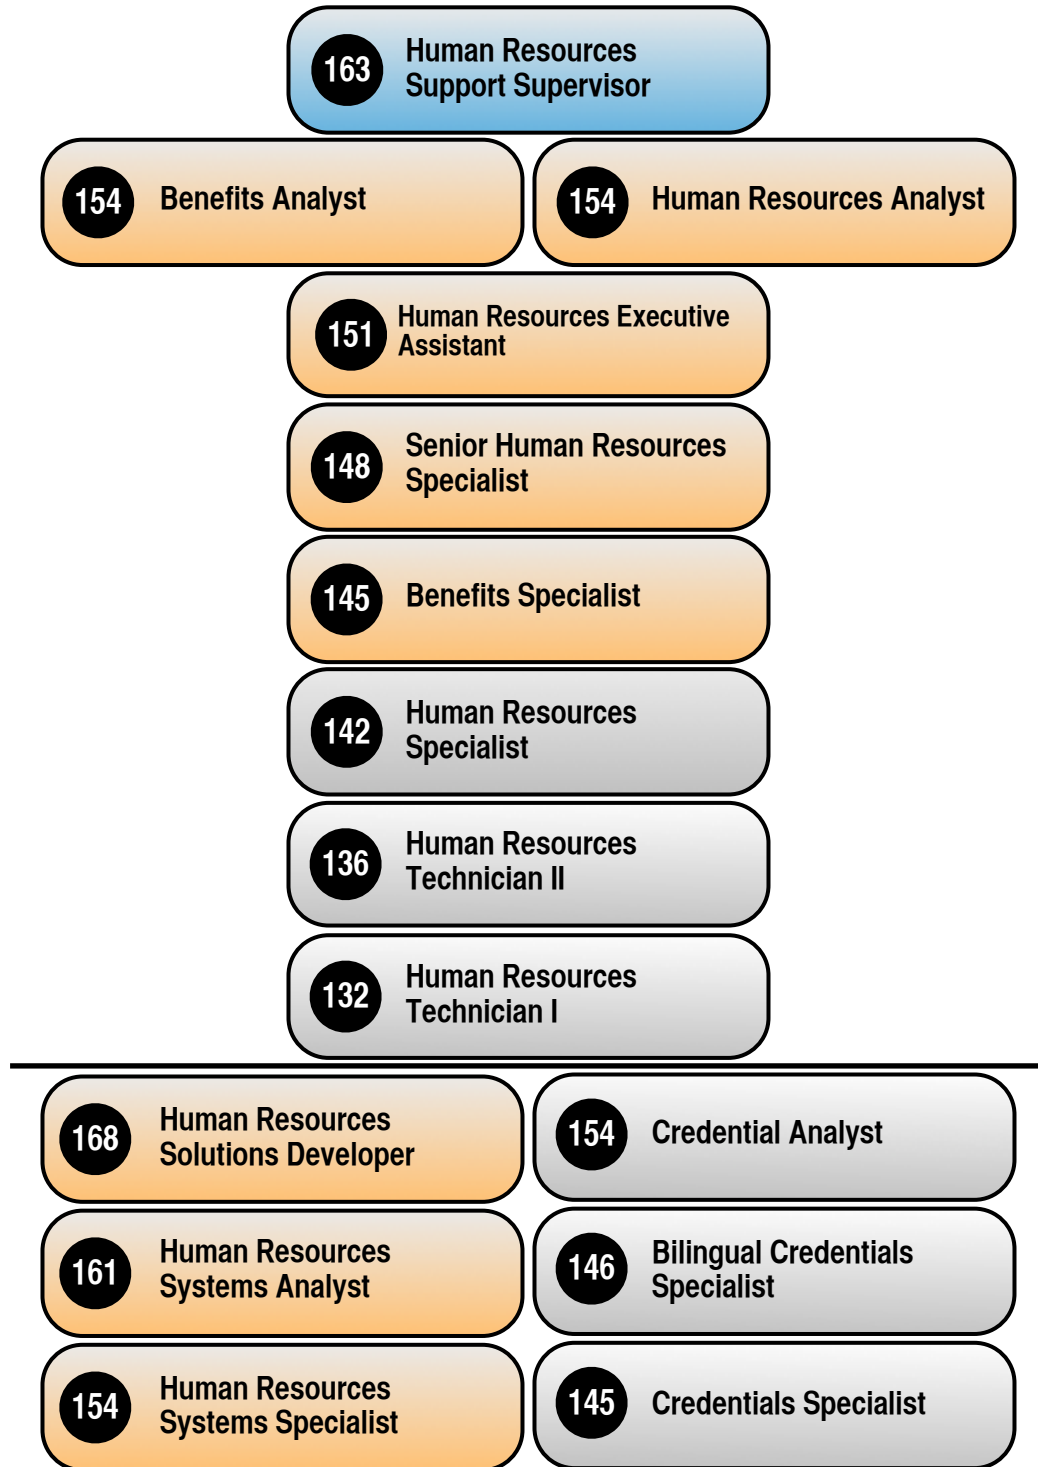 163
Human Resources
Support Supervisor
154
Benefits Analyst
154
Human Resources Analyst
151
Human Resources Executive
Assistant
148
Senior Human Resources
Specialist
145
Benefits Specialist
142
Human Resources
Specialist
136
Human Resources
Technician II
132
Human Resources
Technician I
168
Human Resources
Solutions Developer
154
Credential Analyst
161
Human Resources
Systems Analyst
146
Bilingual Credentials
Specialist
154
Human Resources
Systems Specialist
145
Credentials Specialist